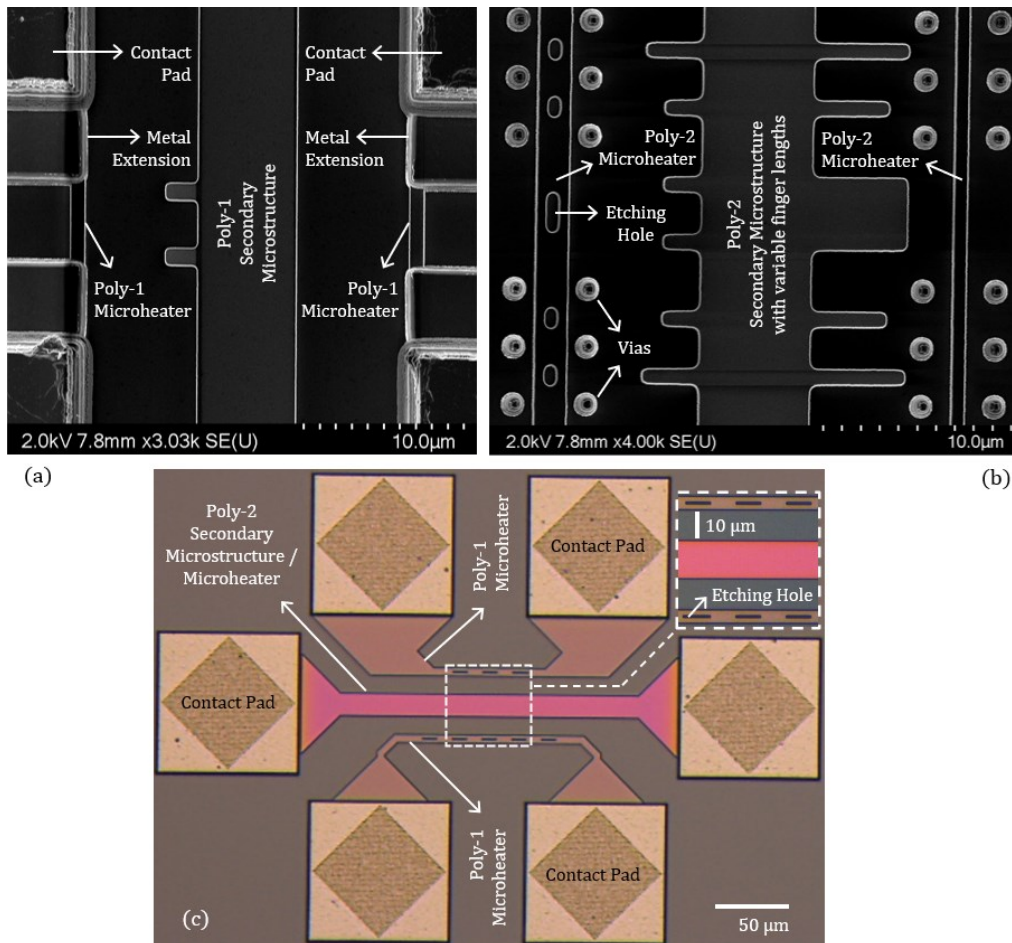 Contact
Pad
Contact
Pad
Metal
Extension
Metal
Extension
Poly-1
Secondary
Microstructure
Poly-1
Microheater
Poly-1
Microheater
2.0kV 7.8mm x3.03k SE(U)
10.0µm
(a)
Poly-2
Microheater
Poly-2
Microheater
Etching
Hole
Poly-2
Secondary Microstructure
with variable finger lengths
Vias
2.0kV 7.8mm x4.00k SE(U)
10.0µm
(b)
Poly-2
Secondary
Microstructure /
Microheater
Poly-1
Microheater
Contact Pad
10 µm
Etching Hole
Contact Pad
Poly-1
Microheater
Contact Pad
(c)
50 µm